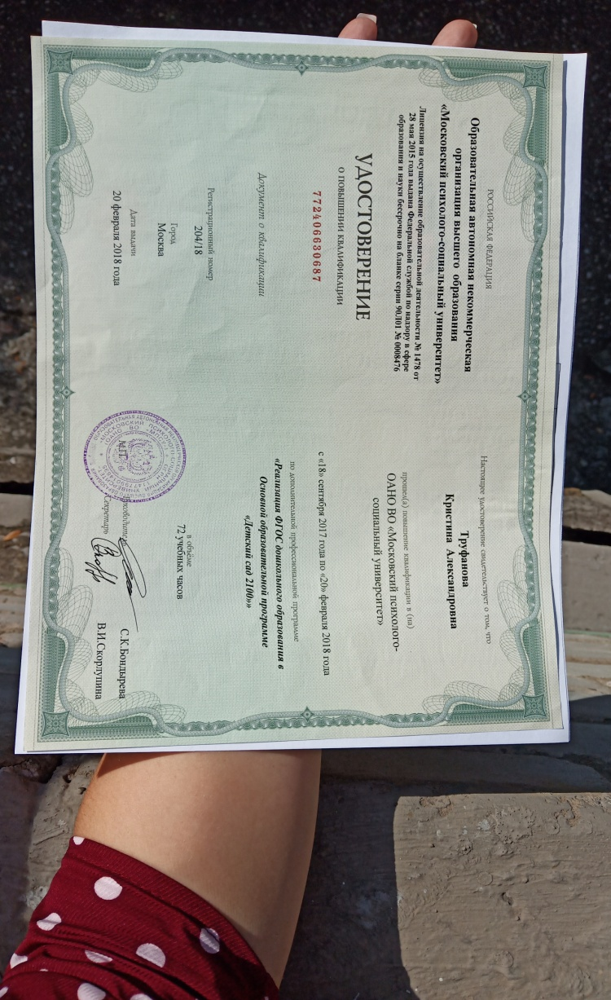 РОССИЙСКАЯ ФЕДЕРАЦИЯ
Образовательная автономная некоммерческая
организация высшего образования
«Московский психолого-социальный университет»
Лицензия на осуществление образовательной деятельности № 1478 от
28 мая 2015 года выдана Федеральной службой по надзору в сфере
образования и науки бессрочно на бланке серии 90Л01 № 0008476
УДОСТОВЕРЕНИЕ
О ПОВЫШЕНИИ КВАЛИФИКАЦИИ
772406630687
Документ о квалификации
Регистрационный номер
204/18
Город
Москва
Дата выдачи
20 февраля 2018 года
Настоящее удостоверение свидетельствует о том, что
Труфанова
Кристина Александровна
прошел(а) повышение квалификации в (на)
ОАНО ВО «Московский психолого-
социальный университет»
с «18» сентября 2017 года по «20» февраля 2018 года
по дополнительной профессиональной программе
«Реализация ФГОС дошкольного образования в
Основной образовательной программе
«Детский сад 2100»»
в объёме
72 учебных часов
М.П.
Руководитель
С.К.Бондырева
Секретарь
В.И.Скорлупина